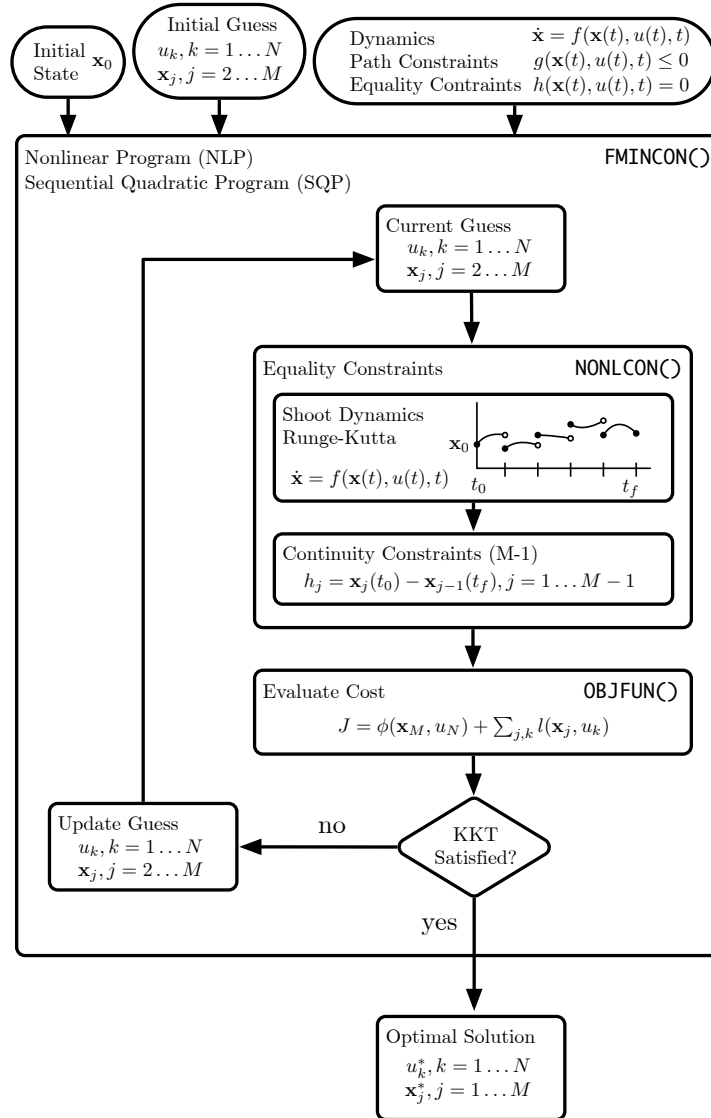 Initial
State x₀
Initial Guess
u_k, k = 1 … N
x_j, j = 2 … M
Dynamics ẋ = f(x(t), u(t), t)
Path Constraints g(x(t), u(t), t) ≤ 0
Equality Contraints h(x(t), u(t), t) = 0
Nonlinear Program (NLP) FMINCON()
Sequential Quadratic Program (SQP)
Current Guess
u_k, k = 1 … N
x_j, j = 2 … M
Equality Constraints NONLCON()
Shoot Dynamics
Runge-Kutta
x₀
ẋ = f(x(t), u(t), t)
t₀ t_f
Continuity Constraints (M-1)
h_j = x_j(t₀) − x_{j−1}(t_f), j = 1 … M − 1
Evaluate Cost OBJFUN()
J = ϕ(x_M, u_N) + ∑_{j,k} l(x_j, u_k)
KKT
Satisfied?
no
Update Guess
u_k, k = 1 … N
x_j, j = 2 … M
yes
Optimal Solution
u*_k, k = 1 … N
x*_j, j = 1 … M